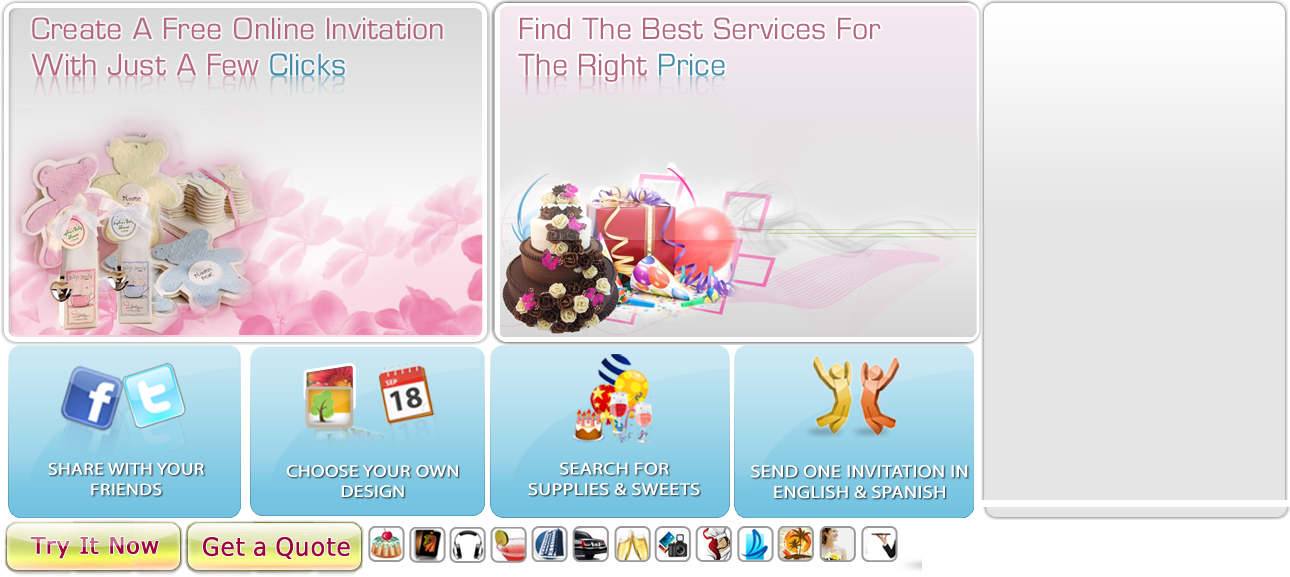 Create A Free Online Invitation
With Just A Few Clicks
Find The Best Services For
The Right Price
f
t
SEP
18
SHARE WITH YOUR
FRIENDS
CHOOSE YOUR OWN
DESIGN
SEARCH FOR
SUPPLIES & SWEETS
SEND ONE INVITATION IN
ENGLISH & SPANISH
Try It Now
Get a Quote